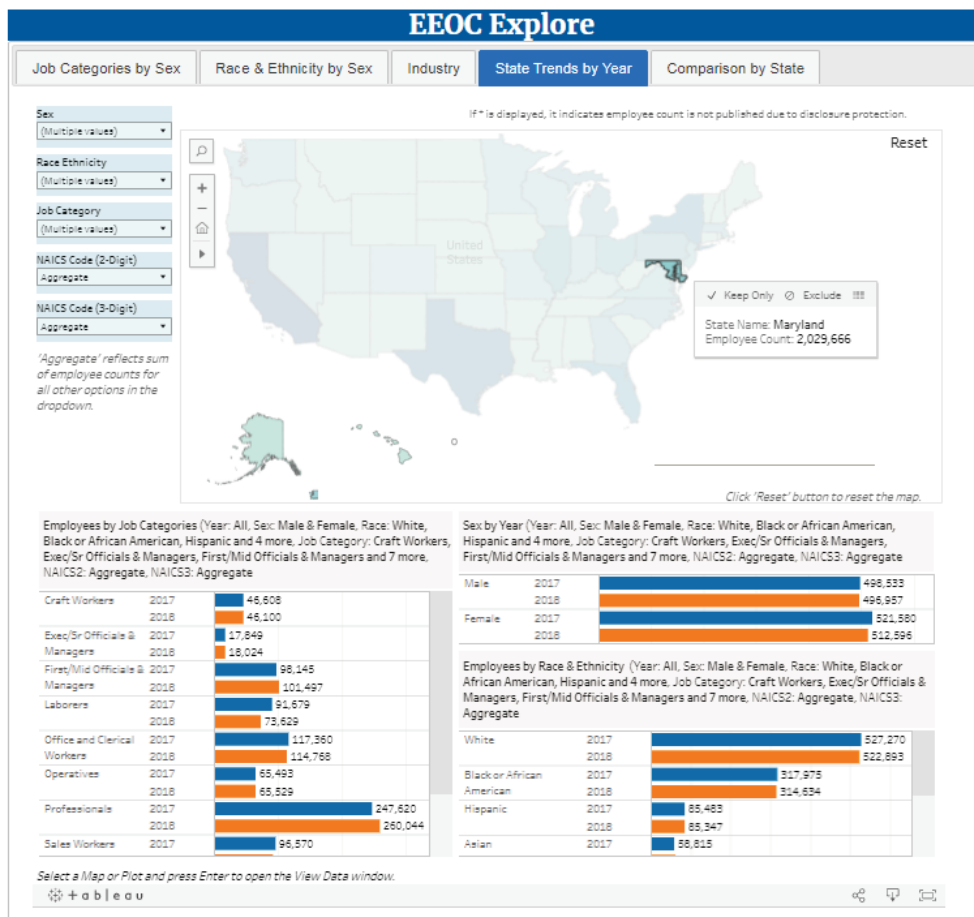 EEOC Explore
Job Categories by Sex
Race & Ethnicity by Sex
Industry
State Trends by Year
Comparison by State
If * is displayed, it indicates employee count is not published due to disclosure protection.
Sex
(Multiple values)
Race Ethnicity
(Multiple values)
Job Category
(Multiple values)
NAICS Code (2-Digit)
Aggregate
NAICS Code (3-Digit)
Aggregate
'Aggregate' reflects sum
of employee counts for
all other options in the
dropdown.
Reset
United
States
Keep Only Exclude
State Name: Maryland
Employee Count: 2,029,666
Click 'Reset' button to reset the map.
Employees by Job Categories (Year: All, Sex: Male & Female, Race: White,
Black or African American, Hispanic and 4 more, Job Category: Craft Workers,
Exec/Sr Officials & Managers, First/Mid Officials & Managers and 7 more,
NAICS2: Aggregate, NAICS3: Aggregate
Craft Workers 2017 46,608
2018 46,100
Exec/Sr Officials & 2017 17,849
Managers 2018 18,024
First/Mid Officials & 2017 98,145
Managers 2018 101,497
Laborers 2017 91,679
2018 73,629
Office and Clerical 2017 117,360
Workers 2018 114,768
Operatives 2017 65,493
2018 65,529
Professionals 2017 247,620
2018 260,044
Sales Workers 2017 96,570
Sex by Year (Year: All, Sex: Male & Female, Race: White, Black or African American,
Hispanic and 4 more, Job Category: Craft Workers, Exec/Sr Officials & Managers,
First/Mid Officials & Managers and 7 more, NAICS2: Aggregate, NAICS3: Aggregate
Male 2017 498,533
2018 496,957
Female 2017 521,580
2018 512,596
Employees by Race & Ethnicity (Year: All, Sex: Male & Female, Race: White, Black or
African American, Hispanic and 4 more, Job Category: Craft Workers, Exec/Sr Officials &
Managers, First/Mid Officials & Managers and 7 more, NAICS2: Aggregate, NAICS3:
Aggregate
White 2017 527,270
2018 522,893
Black or African 2017 317,975
American 2018 314,634
Hispanic 2017 85,483
2018 85,347
Asian 2017 58,815
Select a Map or Plot and press Enter to open the View Data window.
+ableau